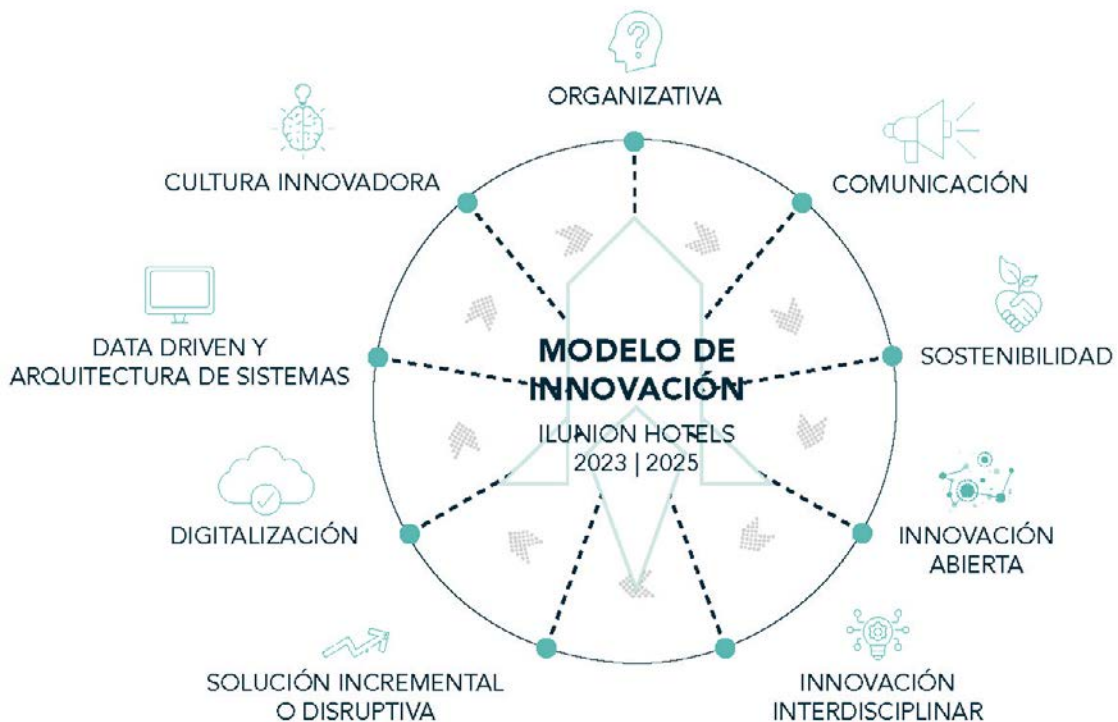 ORGANIZATIVA
COMUNICACIÓN
SOSTENIBILIDAD
INNOVACIÓN
ABIERTA
INNOVACIÓN
INTERDISCIPLINAR
SOLUCIÓN INCREMENTAL
O DISRUPTIVA
DIGITALIZACIÓN
DATA DRIVEN Y
ARQUITECTURA DE SISTEMAS
CULTURA INNOVADORA
MODELO DE
INNOVACIÓN
ILUNION HOTELS
2023 | 2025